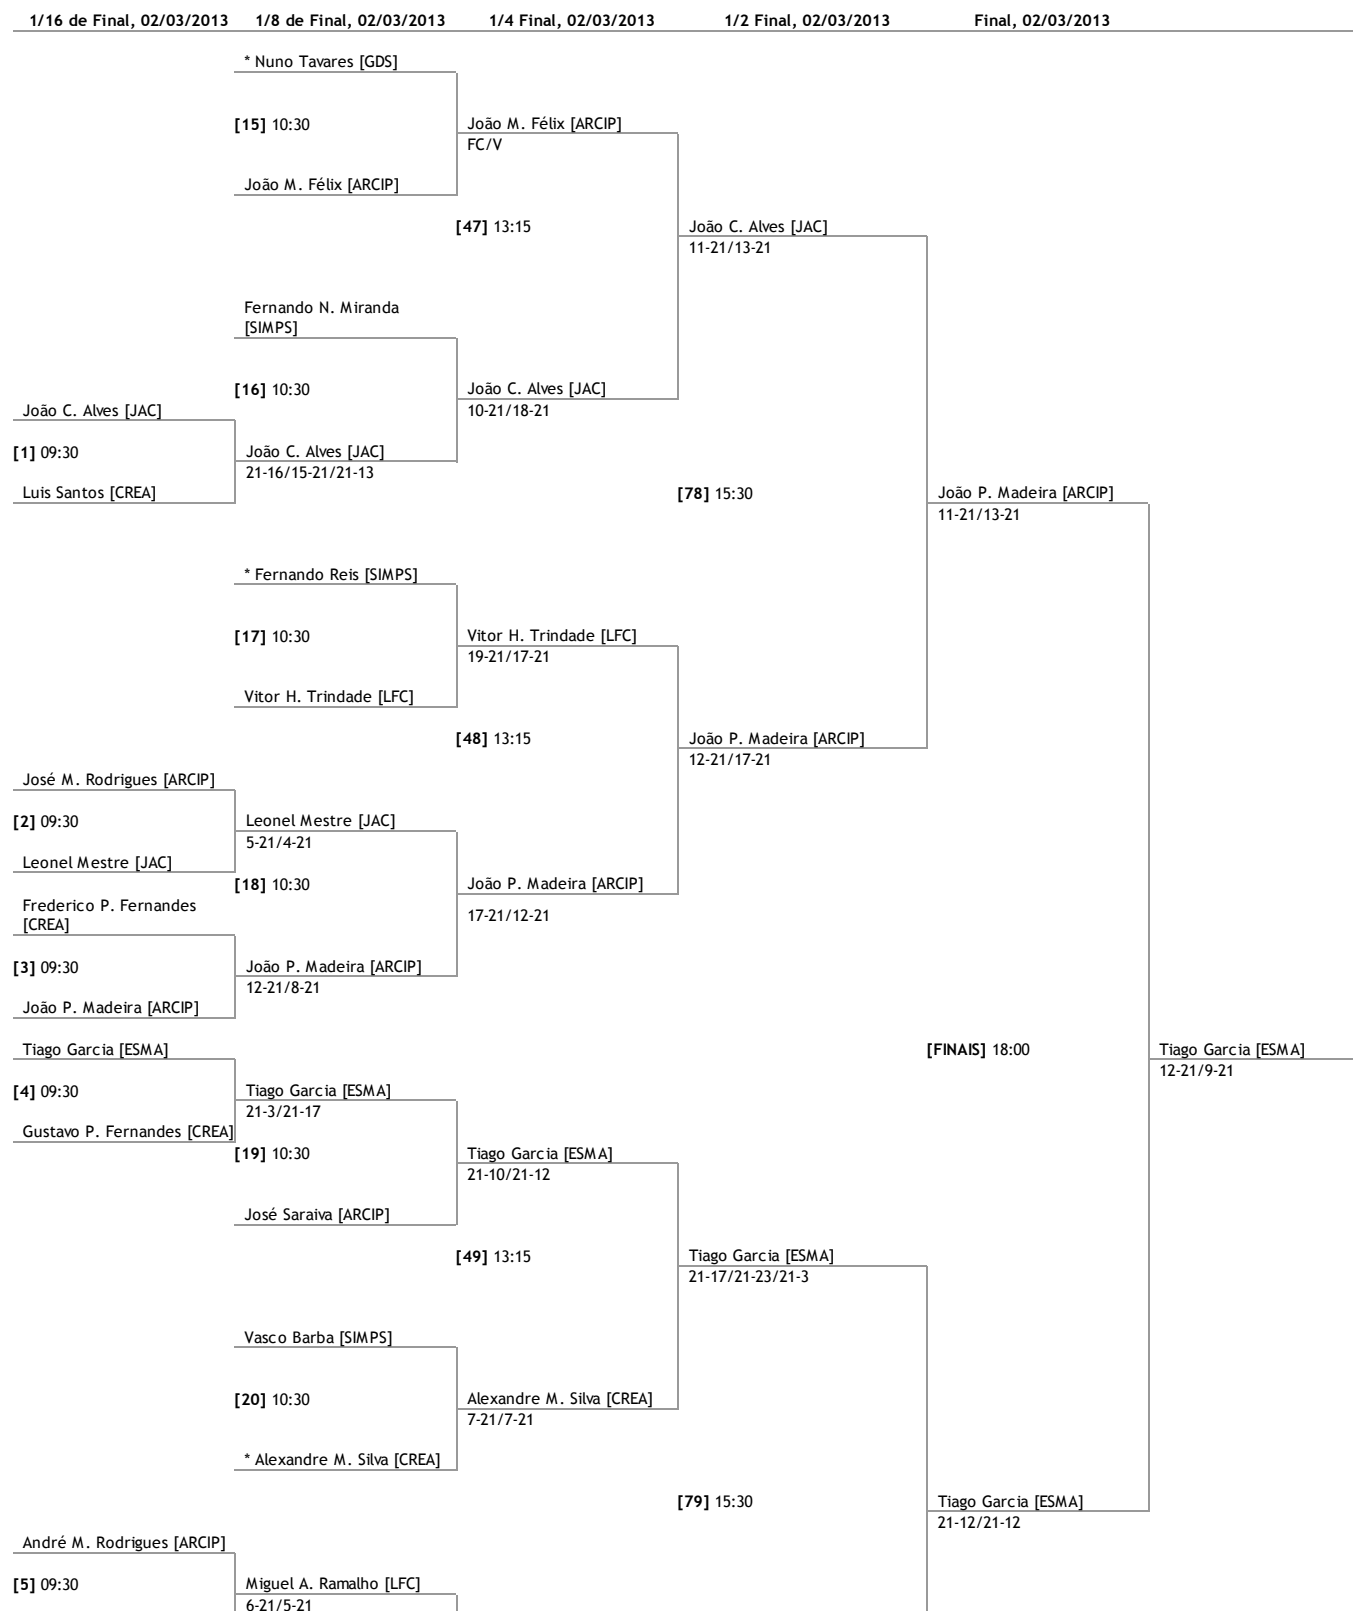 1/16 de Final, 02/03/2013 1/8 de Final, 02/03/2013 1/4 Final, 02/03/2013 1/2 Final, 02/03/2013 Final, 02/03/2013
* Nuno Tavares [GDS]
[15] 10:30 João M. Félix [ARCIP]
FC/V
João M. Félix [ARCIP]
[47] 13:15 João C. Alves [JAC]
11-21/13-21
Fernando N. Miranda
[SIMPS]
[16] 10:30 João C. Alves [JAC]
João C. Alves [JAC] 10-21/18-21
[1] 09:30 João C. Alves [JAC]
21-16/15-21/21-13
Luis Santos [CREA] [78] 15:30 João P. Madeira [ARCIP]
11-21/13-21
* Fernando Reis [SIMPS]
[17] 10:30 Vitor H. Trindade [LFC]
19-21/17-21
Vitor H. Trindade [LFC]
[48] 13:15 João P. Madeira [ARCIP]
12-21/17-21
José M. Rodrigues [ARCIP]
[2] 09:30 Leonel Mestre [JAC]
5-21/4-21
Leonel Mestre [JAC]
[18] 10:30 João P. Madeira [ARCIP]
Frederico P. Fernandes
[CREA] 17-21/12-21
[3] 09:30 João P. Madeira [ARCIP]
12-21/8-21
João P. Madeira [ARCIP]
Tiago Garcia [ESMA] [FINAIS] 18:00 Tiago Garcia [ESMA]
12-21/9-21
[4] 09:30 Tiago Garcia [ESMA]
21-3/21-17
Gustavo P. Fernandes [CREA]
[19] 10:30 Tiago Garcia [ESMA]
21-10/21-12
José Saraiva [ARCIP]
[49] 13:15 Tiago Garcia [ESMA]
21-17/21-23/21-3
Vasco Barba [SIMPS]
[20] 10:30 Alexandre M. Silva [CREA]
7-21/7-21
* Alexandre M. Silva [CREA]
[79] 15:30 Tiago Garcia [ESMA]
21-12/21-12
André M. Rodrigues [ARCIP]
[5] 09:30 Miguel A. Ramalho [LFC]
6-21/5-21